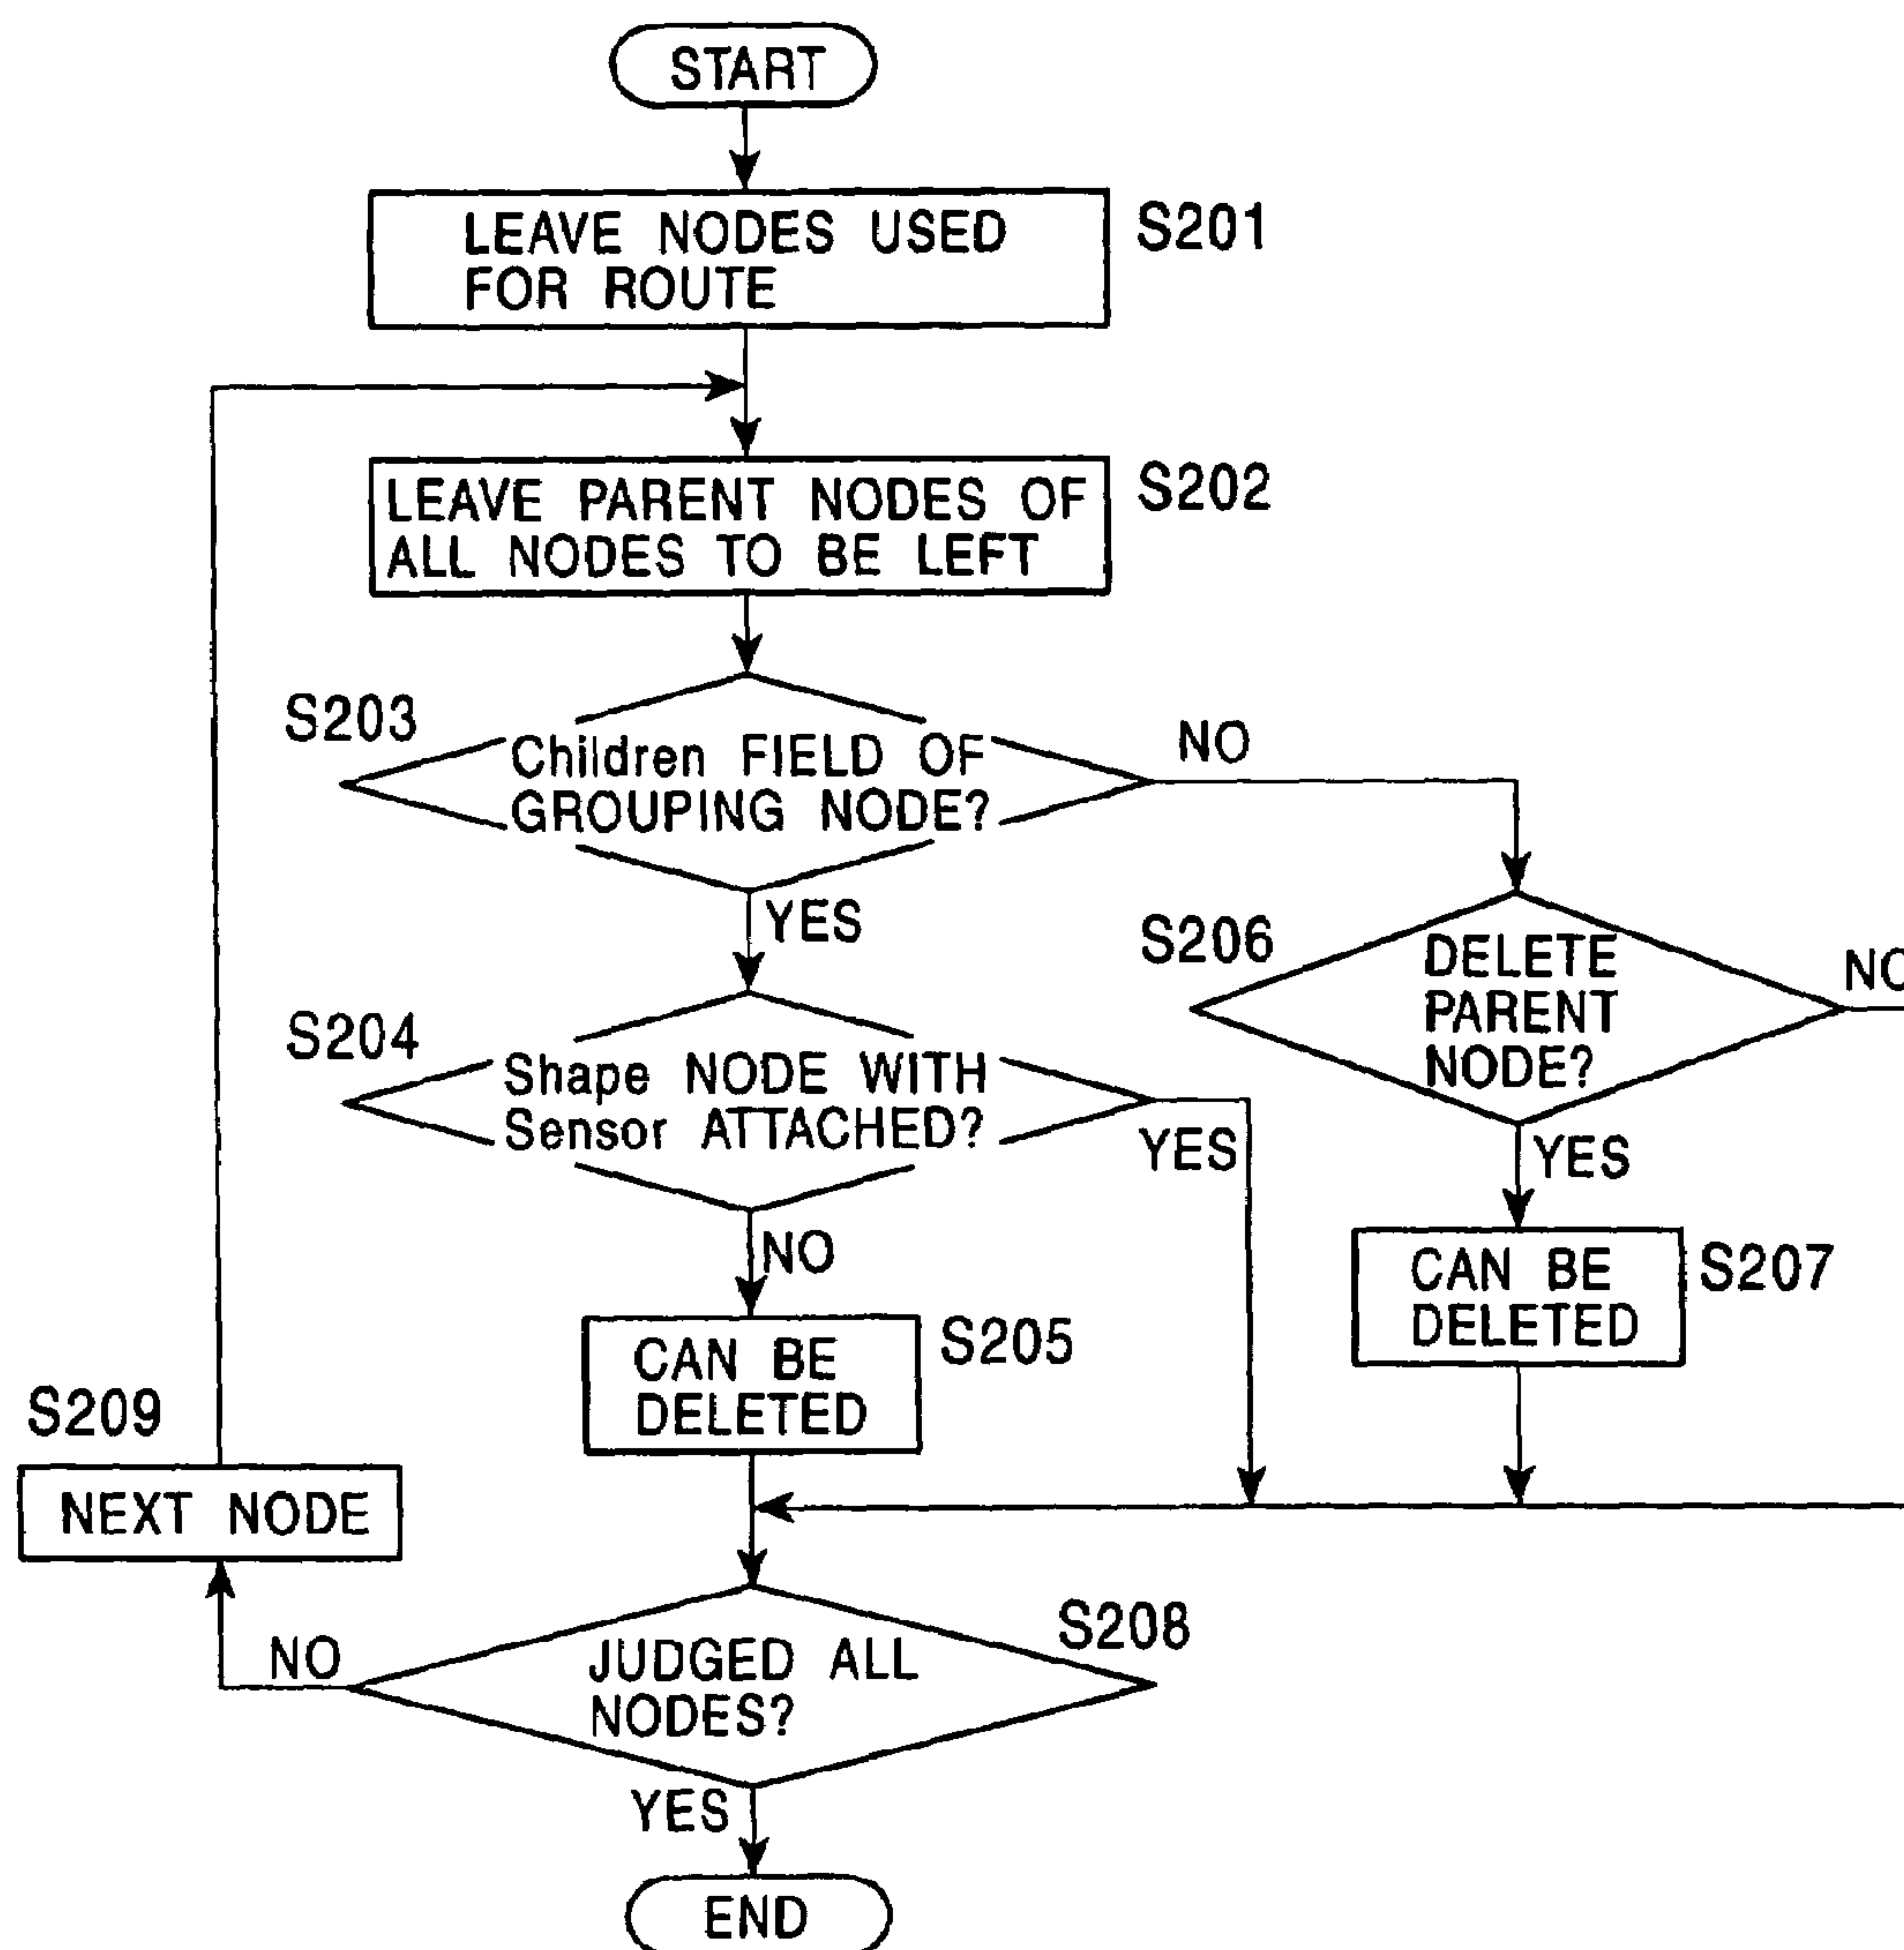 START
LEAVE NODES USED
FOR ROUTE
S201
LEAVE PARENT NODES OF
ALL NODES TO BE LEFT
S202
S203
Children FIELD OF
GROUPING NODE?
NO
YES
S204
Shape NODE WITH
Sensor ATTACHED?
YES
NO
S206
DELETE
PARENT
NODE?
NO
YES
CAN BE
DELETED
S205
CAN BE
DELETED
S207
S209
NEXT NODE
S208
JUDGED ALL
NODES?
NO
YES
END